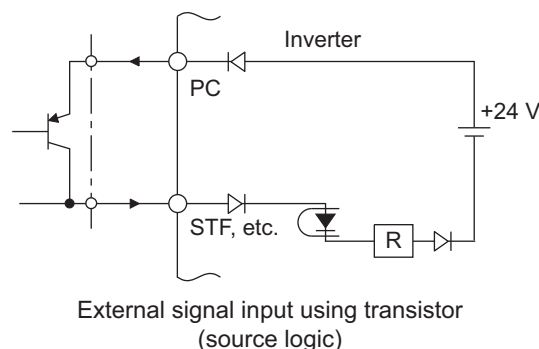 Inverter
PC
+24 V
STF, etc.
R
External signal input using transistor
(source logic)